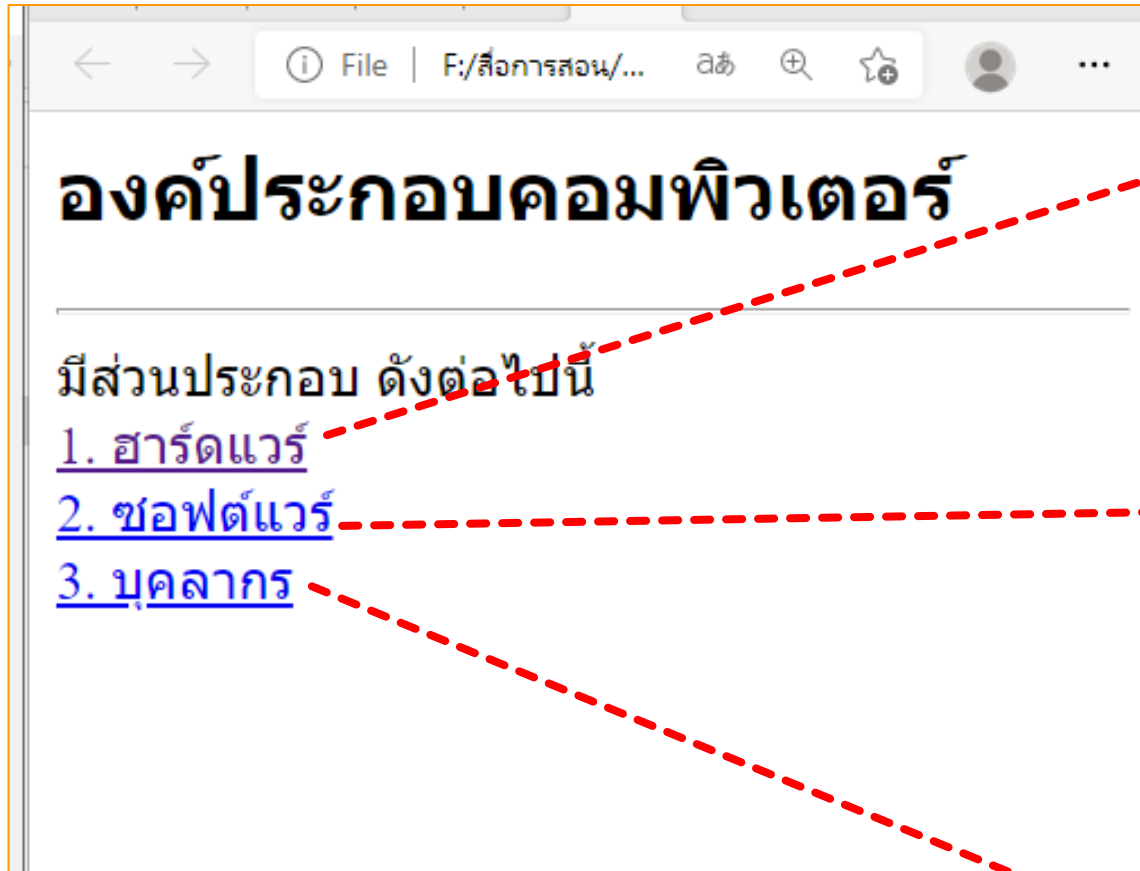 File | F:/สื่อการสอน/... aあ
องค์ประกอบคอมพิวเตอร์
มีส่วนประกอบ ดังต่อไปนี้
1. ฮาร์ดแวร์
2. ซอฟต์แวร์
3. บุคลากร